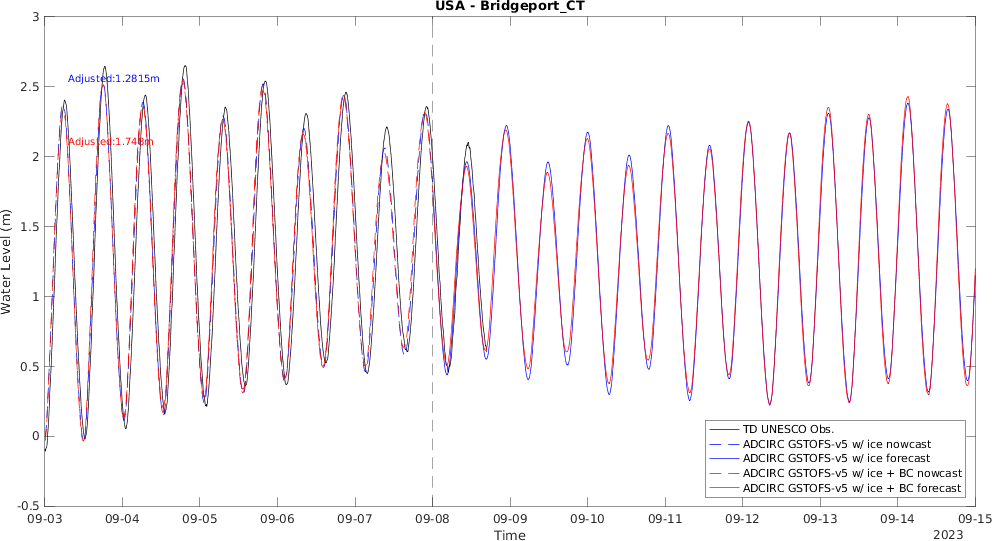 USA - Bridgeport_CT
3
2.5
2
1.5
1
0.5
0
-0.5
Water Level (m)
Adjusted:1.2815m
Adjusted:1.748m
TD UNESCO Obs.
ADCIRC GSTOFS-v5 w/ ice nowcast
ADCIRC GSTOFS-v5 w/ ice forecast
ADCIRC GSTOFS-v5 w/ ice + BC nowcast
ADCIRC GSTOFS-v5 w/ ice + BC forecast
09-03 09-04 09-05 09-06 09-07 09-08 09-09 09-10 09-11 09-12 09-13 09-14 09-15
Time
2023